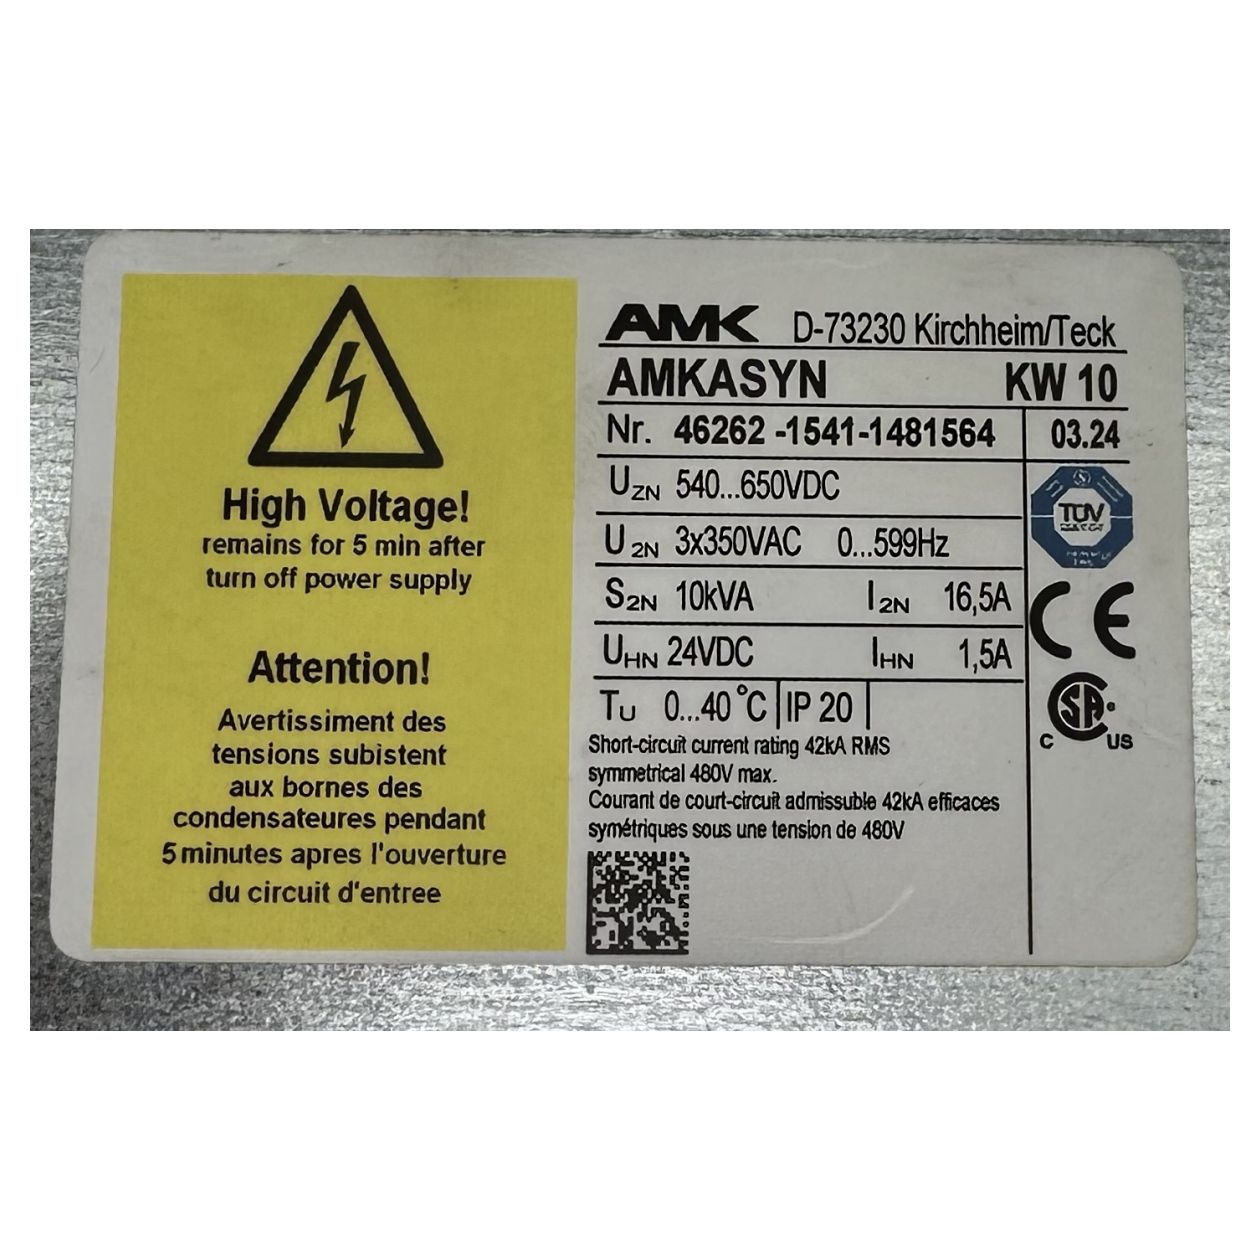 High Voltage!
remains for 5 min after
turn off power supply
Attention!
Avertissiment des
tensions subistent
aux bornes des
condensateures pendant
5 minutes apres l'ouverture
du circuit d'entree
AMK D-73230 Kirchheim/Teck
AMKASYN KW 10
Nr. 46262 -1541-1481564 03.24
UZN 540...650VDC
U2N 3x350VAC 0...599Hz
S2N 10kVA I2N 16,5A
UHN 24VDC IHN 1,5A
TU 0...40 °C IP 20
Short-circuit current rating 42kA RMS
symmetrical 480V max.
Courant de court-circuit admissuble 42kA efficaces
symétriques sous une tension de 480V
TÜV
CE
C SA US